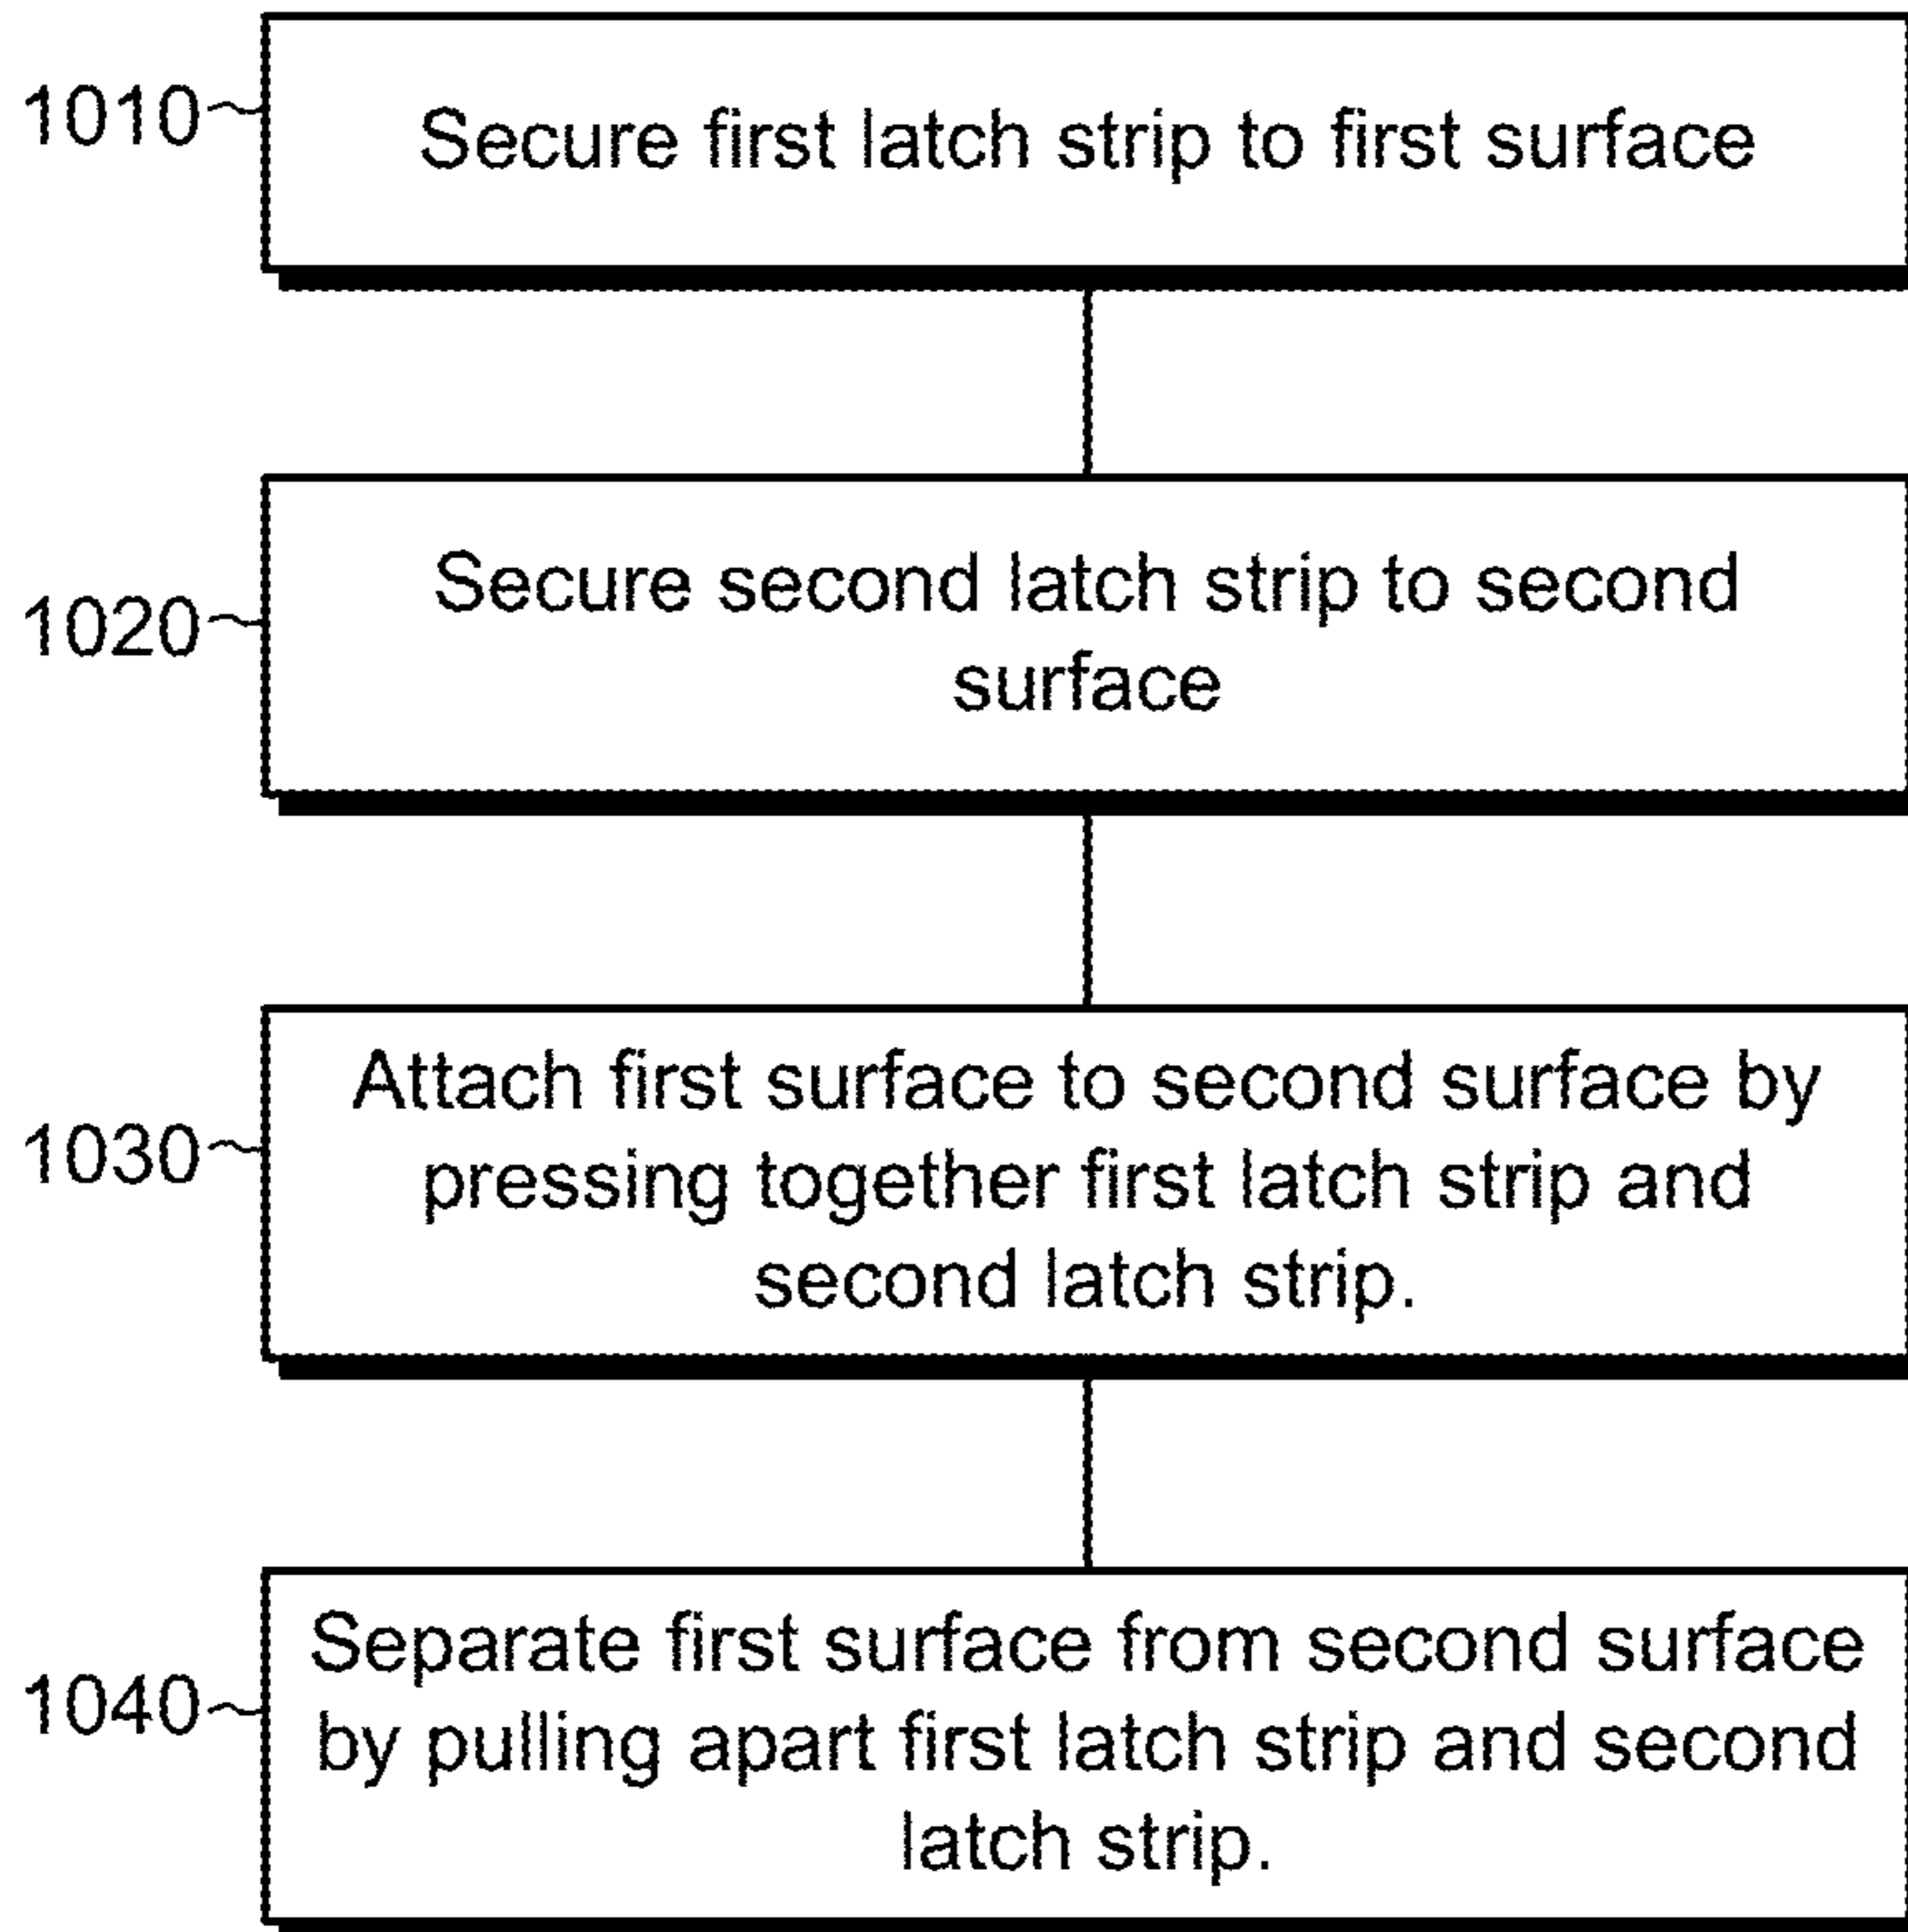 1010
Secure first latch strip to first surface
1020
Secure second latch strip to second
surface
1030
Attach first surface to second surface by
pressing together first latch strip and
second latch strip.
1040
Separate first surface from second surface
by pulling apart first latch strip and second
latch strip.